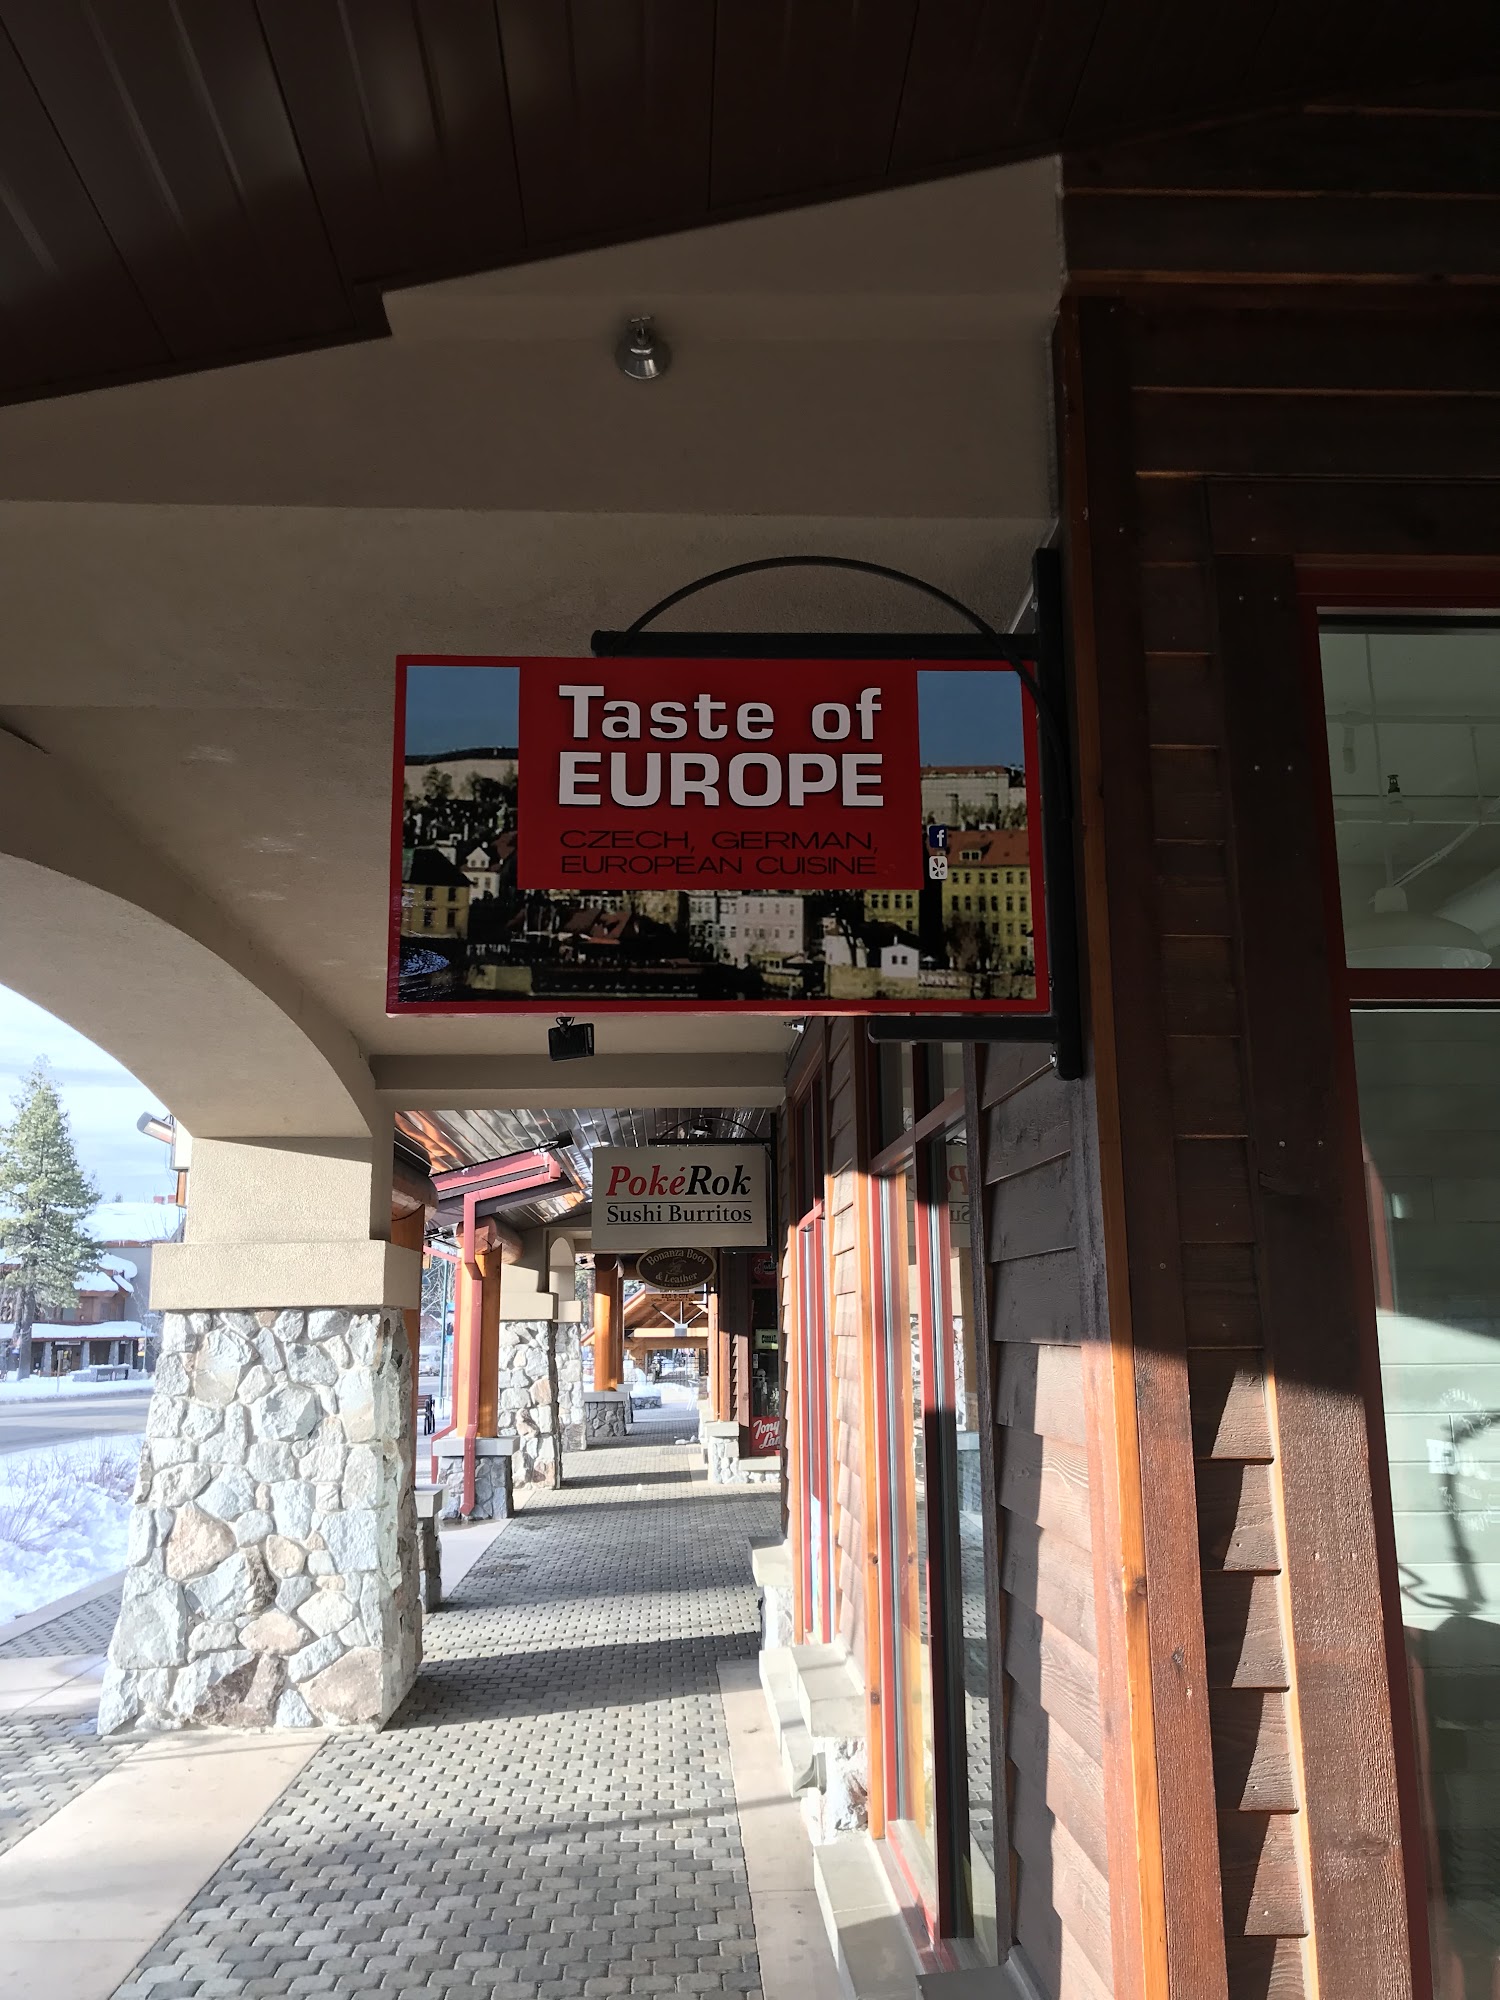 Taste of
EUROPE
CZECH, GERMAN,
EUROPEAN CUISINE
f
PokéRok
Sushi Burritos
Bonanza Boot
& Leather